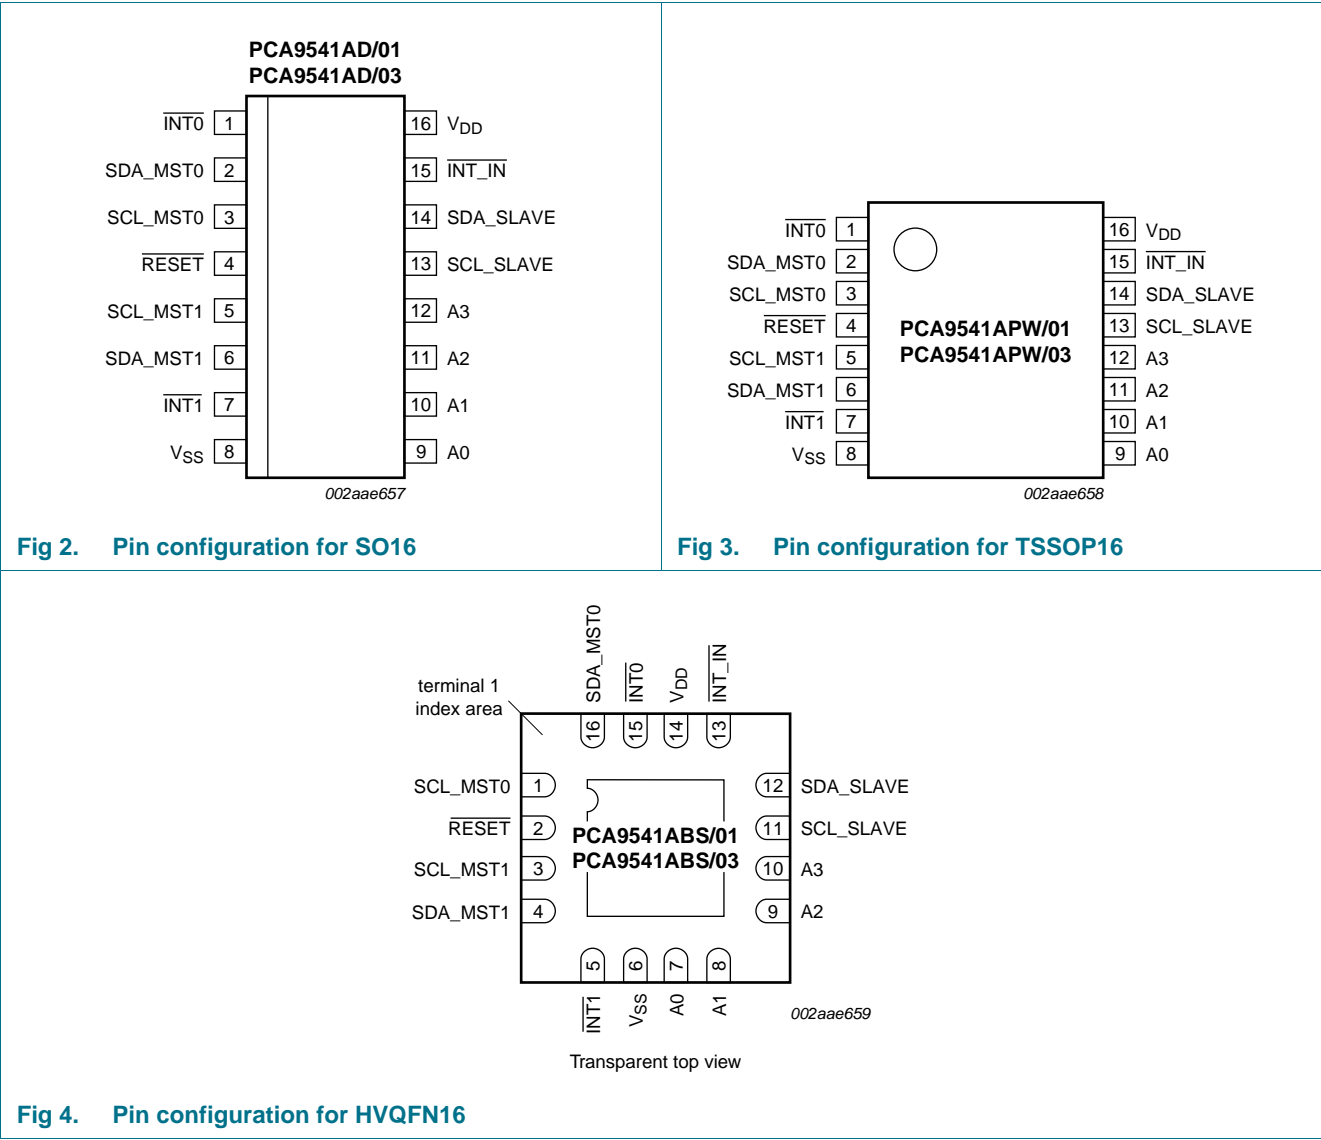 PCA9541AD/01
PCA9541AD/03
INT0 1
SDA_MST0 2
SCL_MST0 3
RESET 4
SCL_MST1 5
SDA_MST1 6
INT1 7
VSS 8
16 VDD
15 INT_IN
14 SDA_SLAVE
13 SCL_SLAVE
12 A3
11 A2
10 A1
9 A0
002aae657
Fig 2. Pin configuration for SO16
INT0 1
SDA_MST0 2
SCL_MST0 3
RESET 4
SCL_MST1 5
SDA_MST1 6
INT1 7
VSS 8
PCA9541APW/01
PCA9541APW/03
16 VDD
15 INT_IN
14 SDA_SLAVE
13 SCL_SLAVE
12 A3
11 A2
10 A1
9 A0
002aae658
Fig 3. Pin configuration for TSSOP16
terminal 1
index area
SDA_MST0 16
INT0 15
VDD 14
INT_IN 13
SCL_MST0 1
RESET 2
SCL_MST1 3
SDA_MST1 4
PCA9541ABS/01
PCA9541ABS/03
12 SDA_SLAVE
11 SCL_SLAVE
10 A3
9 A2
INT1 5
VSS 6
A0 7
A1 8
002aae659
Transparent top view
Fig 4. Pin configuration for HVQFN16